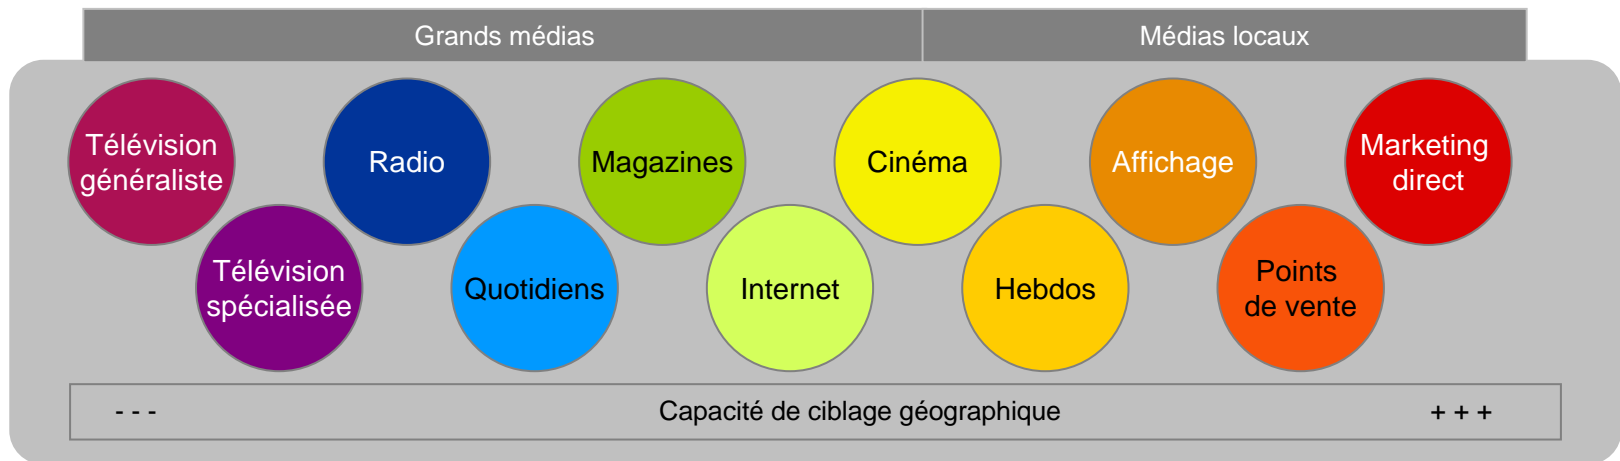 Grands médias
Médias locaux
Télévision
généraliste
Radio
Magazines
Cinéma
Affichage
Marketing
direct
Télévision
spécialisée
Quotidiens
Internet
Hebdos
Points
de vente
- - -
Capacité de ciblage géographique
+ + +